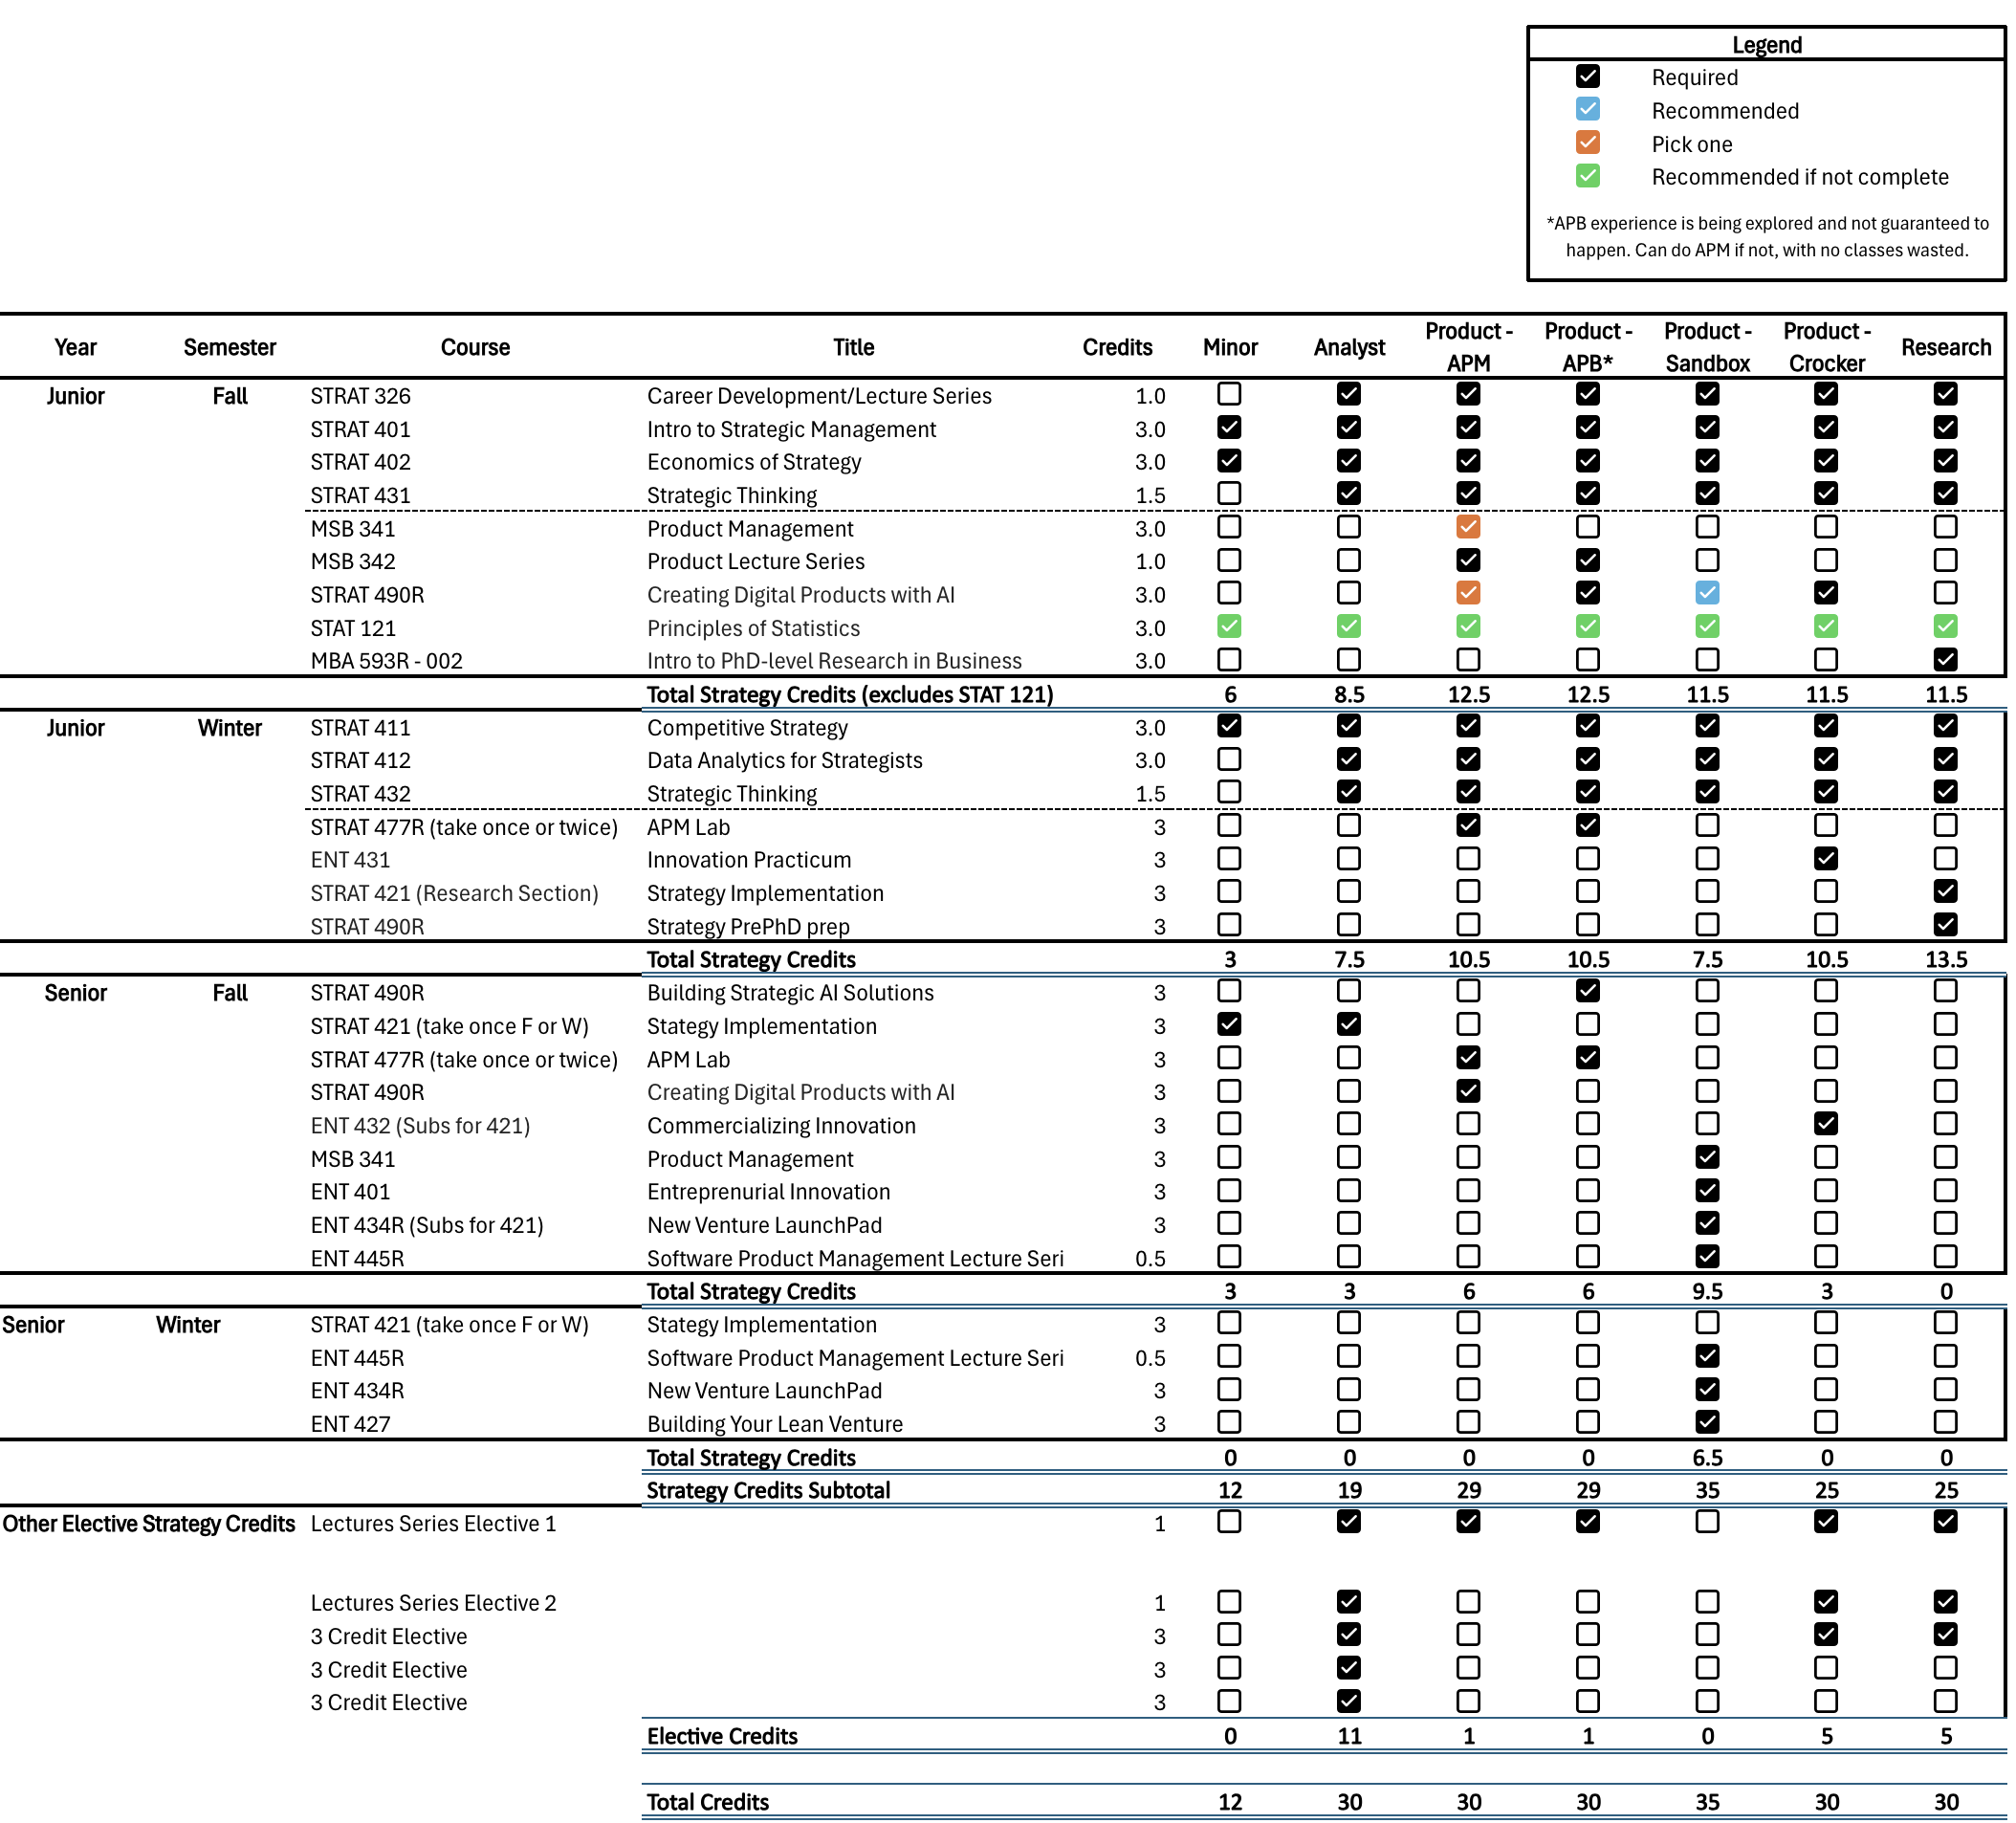 Legend
Required
Recommended
Pick one
Recommended if not complete
*APB experience is being explored and not guaranteed to
happen. Can do APM if not, with no classes wasted.
Year Semester Course Title Credits Minor Analyst Product - APM Product - APB* Product - Sandbox Product - Crocker Research
Junior Fall STRAT 326 Career Development/Lecture Series 1.0
STRAT 401 Intro to Strategic Management 3.0
STRAT 402 Economics of Strategy 3.0
STRAT 431 Strategic Thinking 1.5
MSB 341 Product Management 3.0
MSB 342 Product Lecture Series 1.0
STRAT 490R Creating Digital Products with AI 3.0
STAT 121 Principles of Statistics 3.0
MBA 593R - 002 Intro to PhD-level Research in Business 3.0
Total Strategy Credits (excludes STAT 121) 6 8.5 12.5 12.5 11.5 11.5 11.5
Junior Winter STRAT 411 Competitive Strategy 3.0
STRAT 412 Data Analytics for Strategists 3.0
STRAT 432 Strategic Thinking 1.5
STRAT 477R (take once or twice) APM Lab 3
ENT 431 Innovation Practicum 3
STRAT 421 (Research Section) Strategy Implementation 3
STRAT 490R Strategy PrePhD prep 3
Total Strategy Credits 3 7.5 10.5 10.5 7.5 10.5 13.5
Senior Fall STRAT 490R Building Strategic AI Solutions 3
STRAT 421 (take once F or W) Stategy Implementation 3
STRAT 477R (take once or twice) APM Lab 3
STRAT 490R Creating Digital Products with AI 3
ENT 432 (Subs for 421) Commercializing Innovation 3
MSB 341 Product Management 3
ENT 401 Entreprenurial Innovation 3
ENT 434R (Subs for 421) New Venture LaunchPad 3
ENT 445R Software Product Management Lecture Seri 0.5
Total Strategy Credits 3 3 6 6 9.5 3 0
Senior Winter STRAT 421 (take once F or W) Stategy Implementation 3
ENT 445R Software Product Management Lecture Seri 0.5
ENT 434R New Venture LaunchPad 3
ENT 427 Building Your Lean Venture 3
Total Strategy Credits 0 0 0 0 6.5 0 0
Strategy Credits Subtotal 12 19 29 29 35 25 25
Other Elective Strategy Credits Lectures Series Elective 1 1
Lectures Series Elective 2 1
3 Credit Elective 3
3 Credit Elective 3
3 Credit Elective 3
Elective Credits 0 11 1 1 0 5 5
Total Credits 12 30 30 30 35 30 30